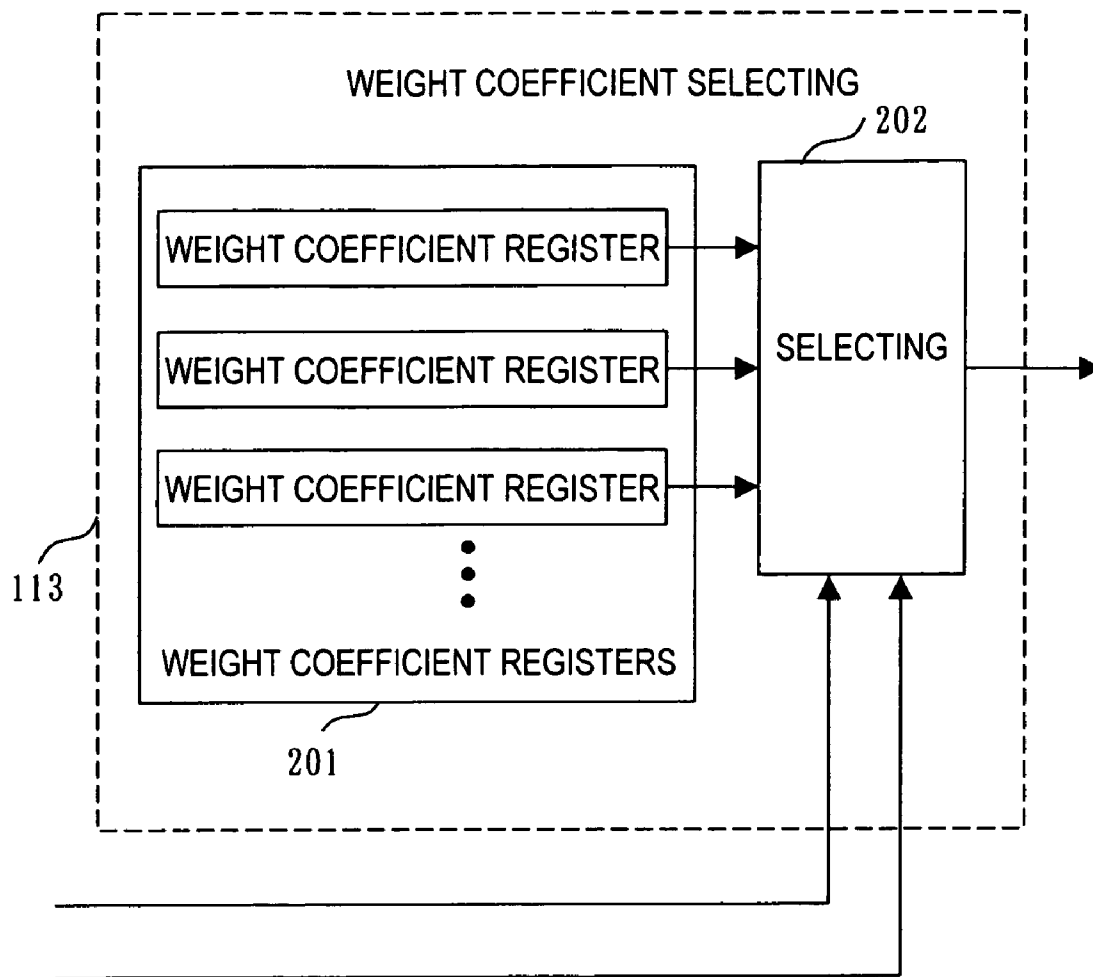 WEIGHT COEFFICIENT SELECTING
202
WEIGHT COEFFICIENT REGISTER
WEIGHT COEFFICIENT REGISTER
SELECTING
WEIGHT COEFFICIENT REGISTER
113
WEIGHT COEFFICIENT REGISTERS
201